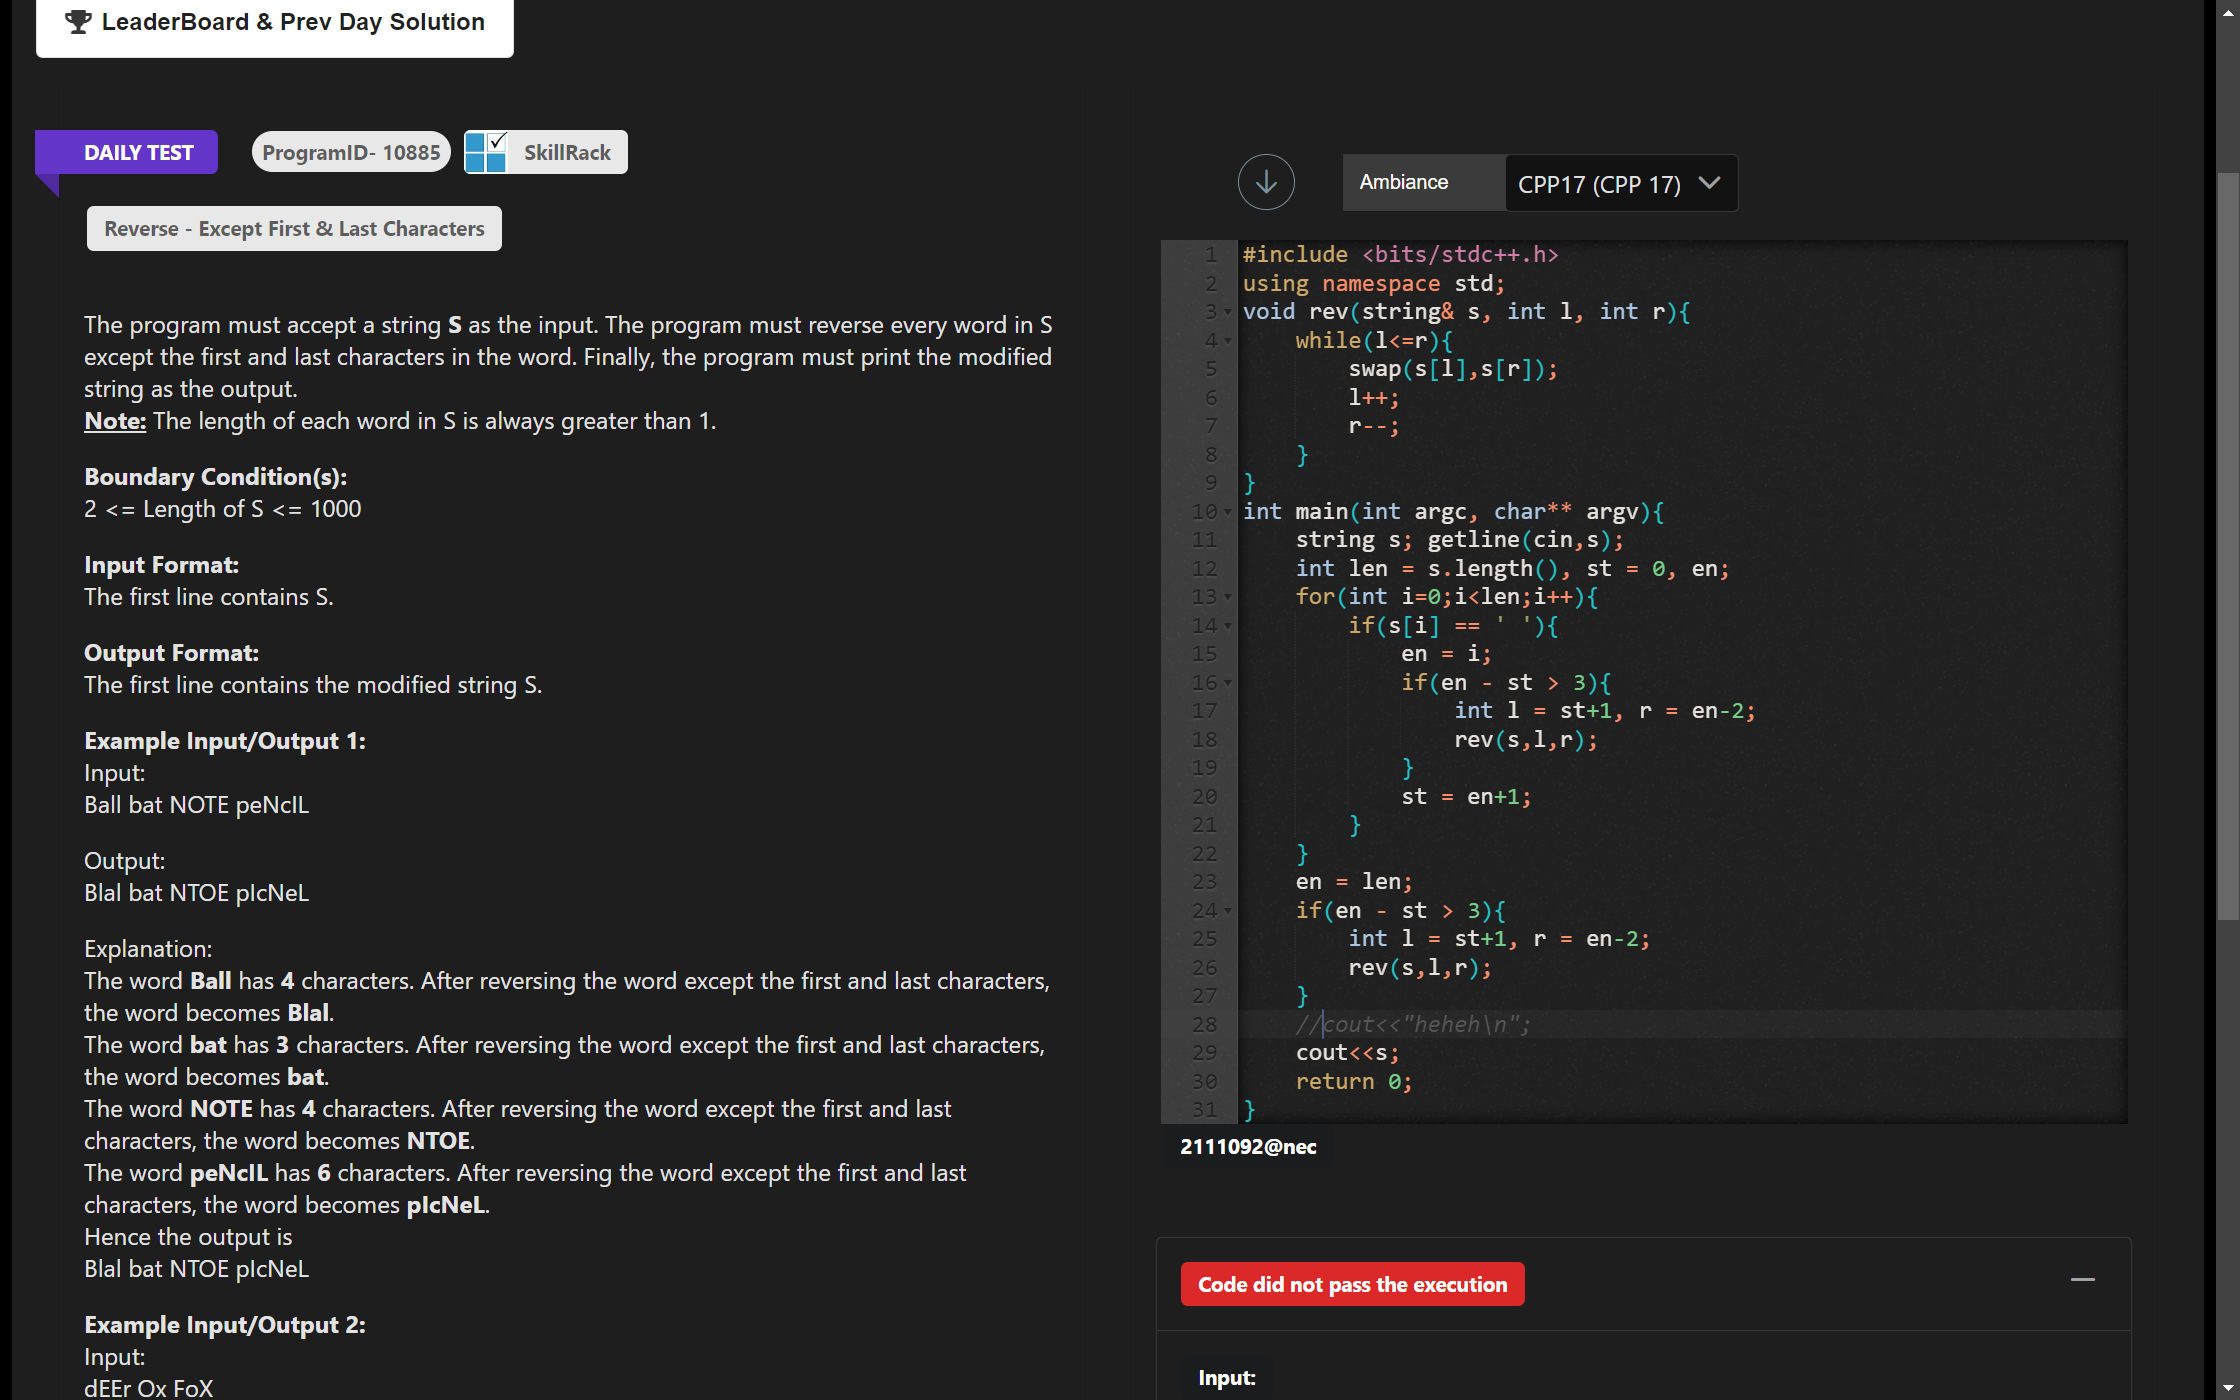 LeaderBoard & Prev Day Solution
DAILY TEST
ProgramID- 10885
SkillRack
Reverse - Except First & Last Characters
The program must accept a string S as the input. The program must reverse every word in S
except the first and last characters in the word. Finally, the program must print the modified
string as the output.
Note: The length of each word in S is always greater than 1.
Boundary Condition(s):
2 <= Length of S <= 1000
Input Format:
The first line contains S.
Output Format:
The first line contains the modified string S.
Example Input/Output 1:
Input:
Ball bat NOTE peNcIL
Output:
Blal bat NTOE pIcNeL
Explanation:
The word Ball has 4 characters. After reversing the word except the first and last characters,
the word becomes Blal.
The word bat has 3 characters. After reversing the word except the first and last characters,
the word becomes bat.
The word NOTE has 4 characters. After reversing the word except the first and last
characters, the word becomes NTOE.
The word peNcIL has 6 characters. After reversing the word except the first and last
characters, the word becomes pIcNeL.
Hence the output is
Blal bat NTOE pIcNeL
Example Input/Output 2:
Input:
dEEr Ox FoX
Ambiance
CPP17 (CPP 17)
1 #include <bits/stdc++.h>
2 using namespace std;
3 void rev(string& s, int l, int r){
4     while(l<=r){
5         swap(s[l],s[r]);
6         l++;
7         r--;
8     }
9 }
10 int main(int argc, char** argv){
11     string s; getline(cin,s);
12     int len = s.length(), st = 0, en;
13     for(int i=0;i<len;i++){
14         if(s[i] == ' '){
15             en = i;
16             if(en - st > 3){
17                 int l = st+1, r = en-2;
18                 rev(s,l,r);
19             }
20             st = en+1;
21         }
22     }
23     en = len;
24     if(en - st > 3){
25         int l = st+1, r = en-2;
26         rev(s,l,r);
27     }
28     //cout<<"heheh\n";
29     cout<<s;
30     return 0;
31 }
2111092@nec
Code did not pass the execution
Input: